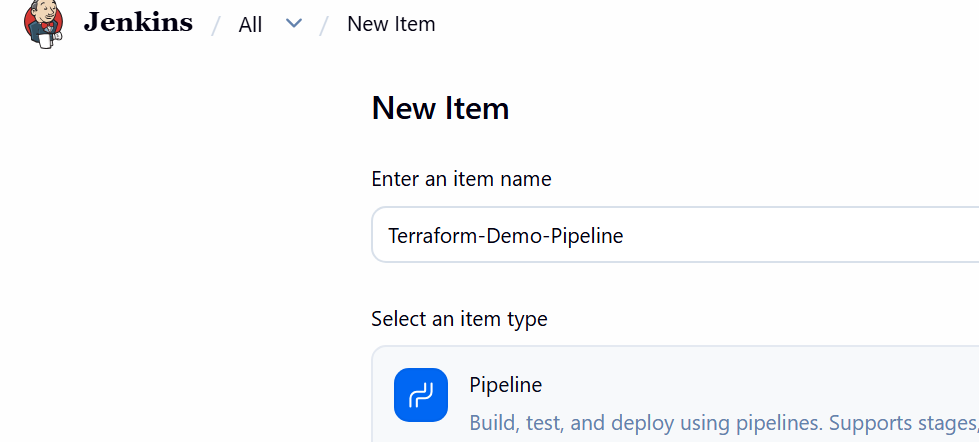 Jenkins / All / New Item
New Item
Enter an item name
Terraform-Demo-Pipeline
Select an item type
Pipeline
Build, test, and deploy using pipelines. Supports stages,